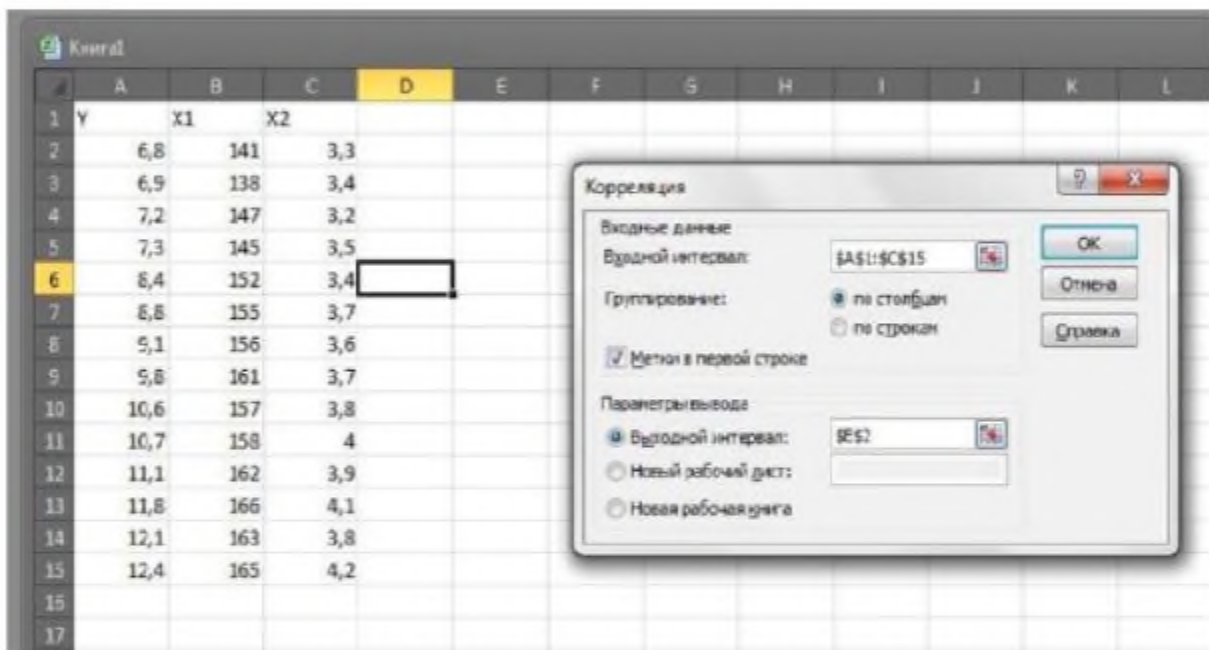 Книга1
A B C D E F G H I J K L
1 Y X1 X2
2 6,8 141 3,3
3 6,9 138 3,4
4 7,2 147 3,2
5 7,3 145 3,5
6 8,4 152 3,4
7 8,8 155 3,7
8 9,1 156 3,6
9 9,8 161 3,7
10 10,6 157 3,8
11 10,7 158 4
12 11,1 162 3,9
13 11,8 166 4,1
14 12,1 163 3,8
15 12,4 165 4,2
16
17
Корреляция
Входные данные
Входной интервал: $A$1:$C$15
Группирование: по столбцам
по строкам
Метки в первой строке
Параметры вывода
Выходной интервал: $E$2
Новый рабочий лист:
Новая рабочая книга
OK
Отмена
Справка